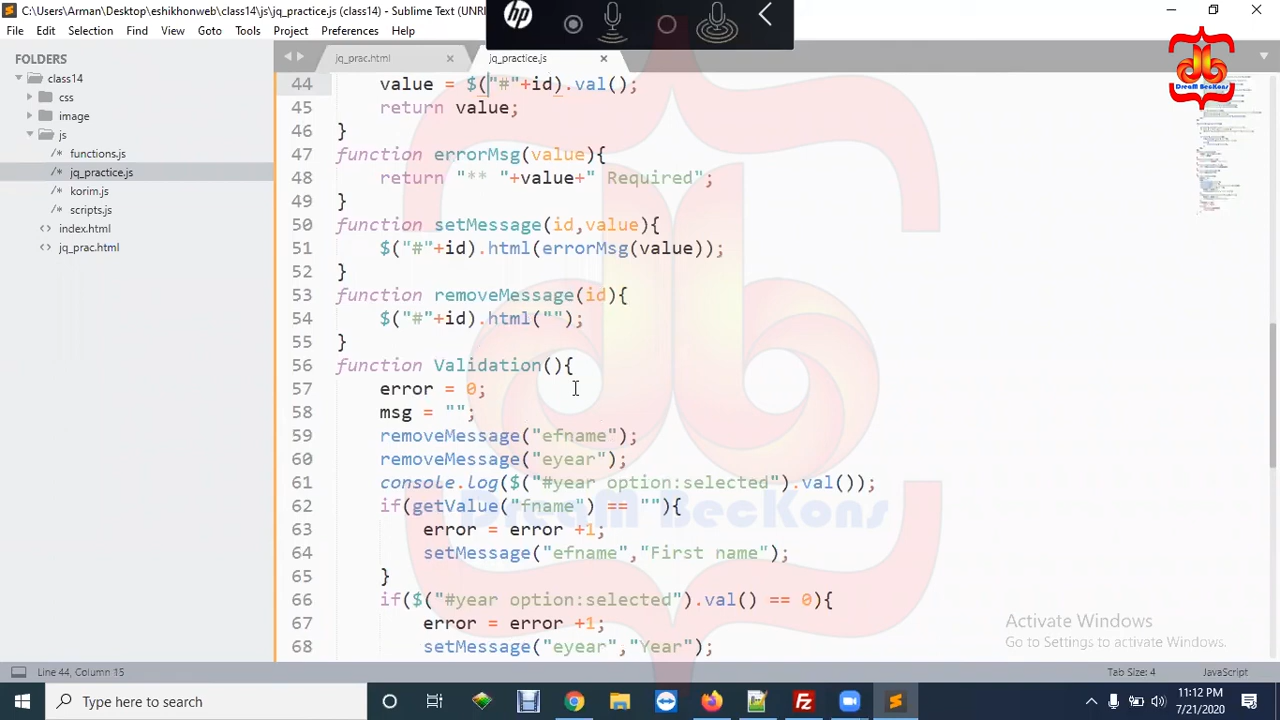 C:\Users\Arman\Desktop\eshikhonweb\class14\js\jq_practice.js (class14) - Sublime Text (UNRE
File Edit Selection Find View Goto Tools Project Preferences Help
hp
FOLDERS
class14
css
image
js
/* functions.js
/* jq_practice.js
/* korim.js
/* scripts.js
<> index.html
<> jq_prac.html
jq_prac.html ×
jq_practice.js ×
44 value = $("#"+id).val();
45 return value;
46 }
47 function errorMsg(value){
48 return "** "+value+" Required";
49 }
50 function setMessage(id,value){
51 $("#"+id).html(errorMsg(value));
52 }
53 function removeMessage(id){
54 $("#"+id).html("");
55 }
56 function Validation(){
57 error = 0;
58 msg = "";
59 removeMessage("efname");
60 removeMessage("eyear");
61 console.log($("#year option:selected").val());
62 if(getValue("fname") == ""){
63 error = error +1;
64 setMessage("efname","First name");
65 }
66 if($("#year option:selected").val() == 0){
67 error = error +1;
68 setMessage("eyear","Year");
DreaM BecKons
DreaM BecKons
Activate Windows
Go to Settings to activate Windows.
Line 44, Column 15
Tab Size: 4
JavaScript
Type here to search
11:12 PM
7/21/2020